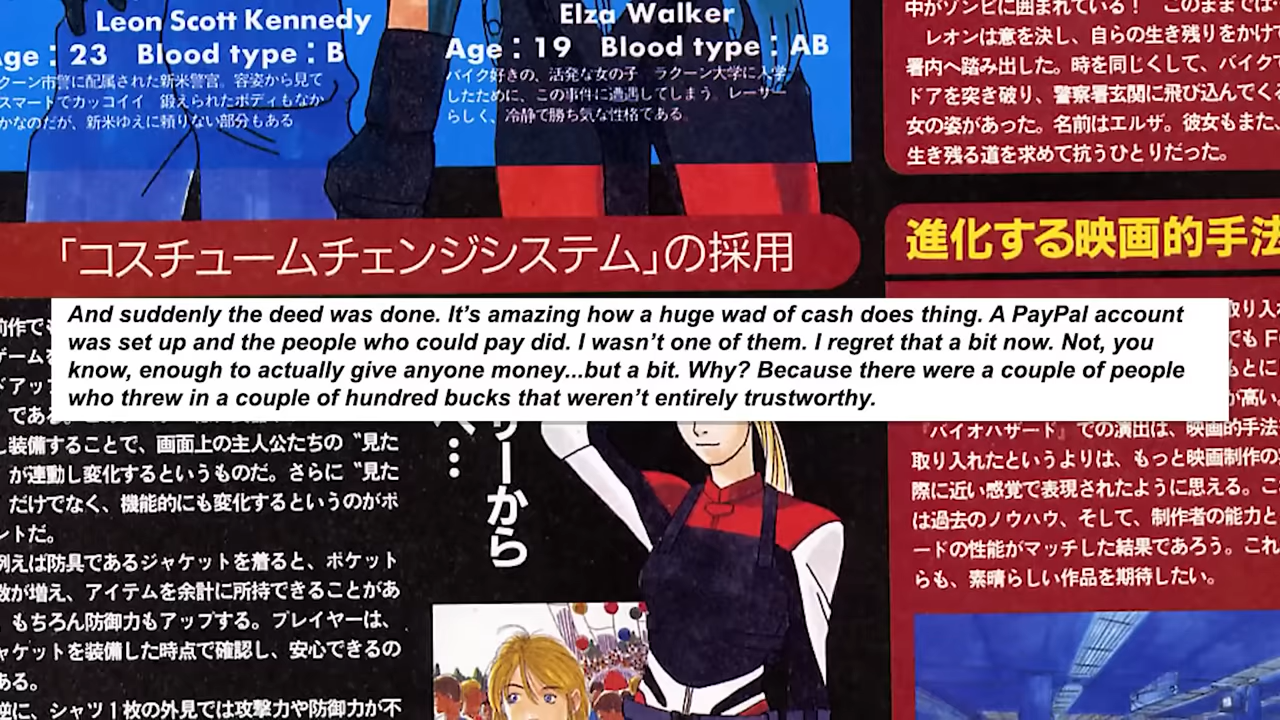 Leon Scott Kennedy
Age : 23 Blood type : B
クーン市警に配属された新米警官。容姿から見て
スマートでカッコイイ 鍛えられたボディもなか
かなのだが、新米ゆえに頼りない部分もある
Elza Walker
Age : 19 Blood type : AB
バイク好きの、活発な女の子 ラクーン大学に入学
したために、この事件に遭遇してしまう。レーサー
らしく、冷静で勝ち気な性格である。
中がゾンビに囲まれている！ このままでは
レオンは意を決し、自らの生き残りをかけて
署内へ踏み出した。時を同じくして、バイクで
ドアを突き破り、警察署玄関に飛び込んでくる
女の姿があった。名前はエルザ。彼女もまた、
生き残る道を求めて抗うひとりだった。
「コスチュームチェンジシステム」の採用
進化する映画的手法
And suddenly the deed was done. It’s amazing how a huge wad of cash does thing. A PayPal account
was set up and the people who could pay did. I wasn’t one of them. I regret that a bit now. Not, you
know, enough to actually give anyone money...but a bit. Why? Because there were a couple of people
who threw in a couple of hundred bucks that weren’t entirely trustworthy.
し装備することで、画面上の主人公たちの〝見た
が連動し変化するというものだ。さらに〝見た
だけでなく、機能的にも変化するというのがポ
ントだ。
例えば防具であるジャケットを着ると、ポケット
数が増え、アイテムを余計に所持できることがあ
もちろん防御力もアップする。プレイヤーは、
ャケットを装備した時点で確認し、安心できるの
ある。
逆に、シャツ１枚の外見では攻撃力や防御力が不
リーから
へ…
取り入
でも
もとに
が高い。
『バイオハザード』での演出は、映画的手法
取り入れたというよりは、もっと映画制作の実
際に近い感覚で表現されたように思える。こ
は過去のノウハウ、そして、制作者の能力と
ードの性能がマッチした結果であろう。これ
らも、素晴らしい作品を期待したい。